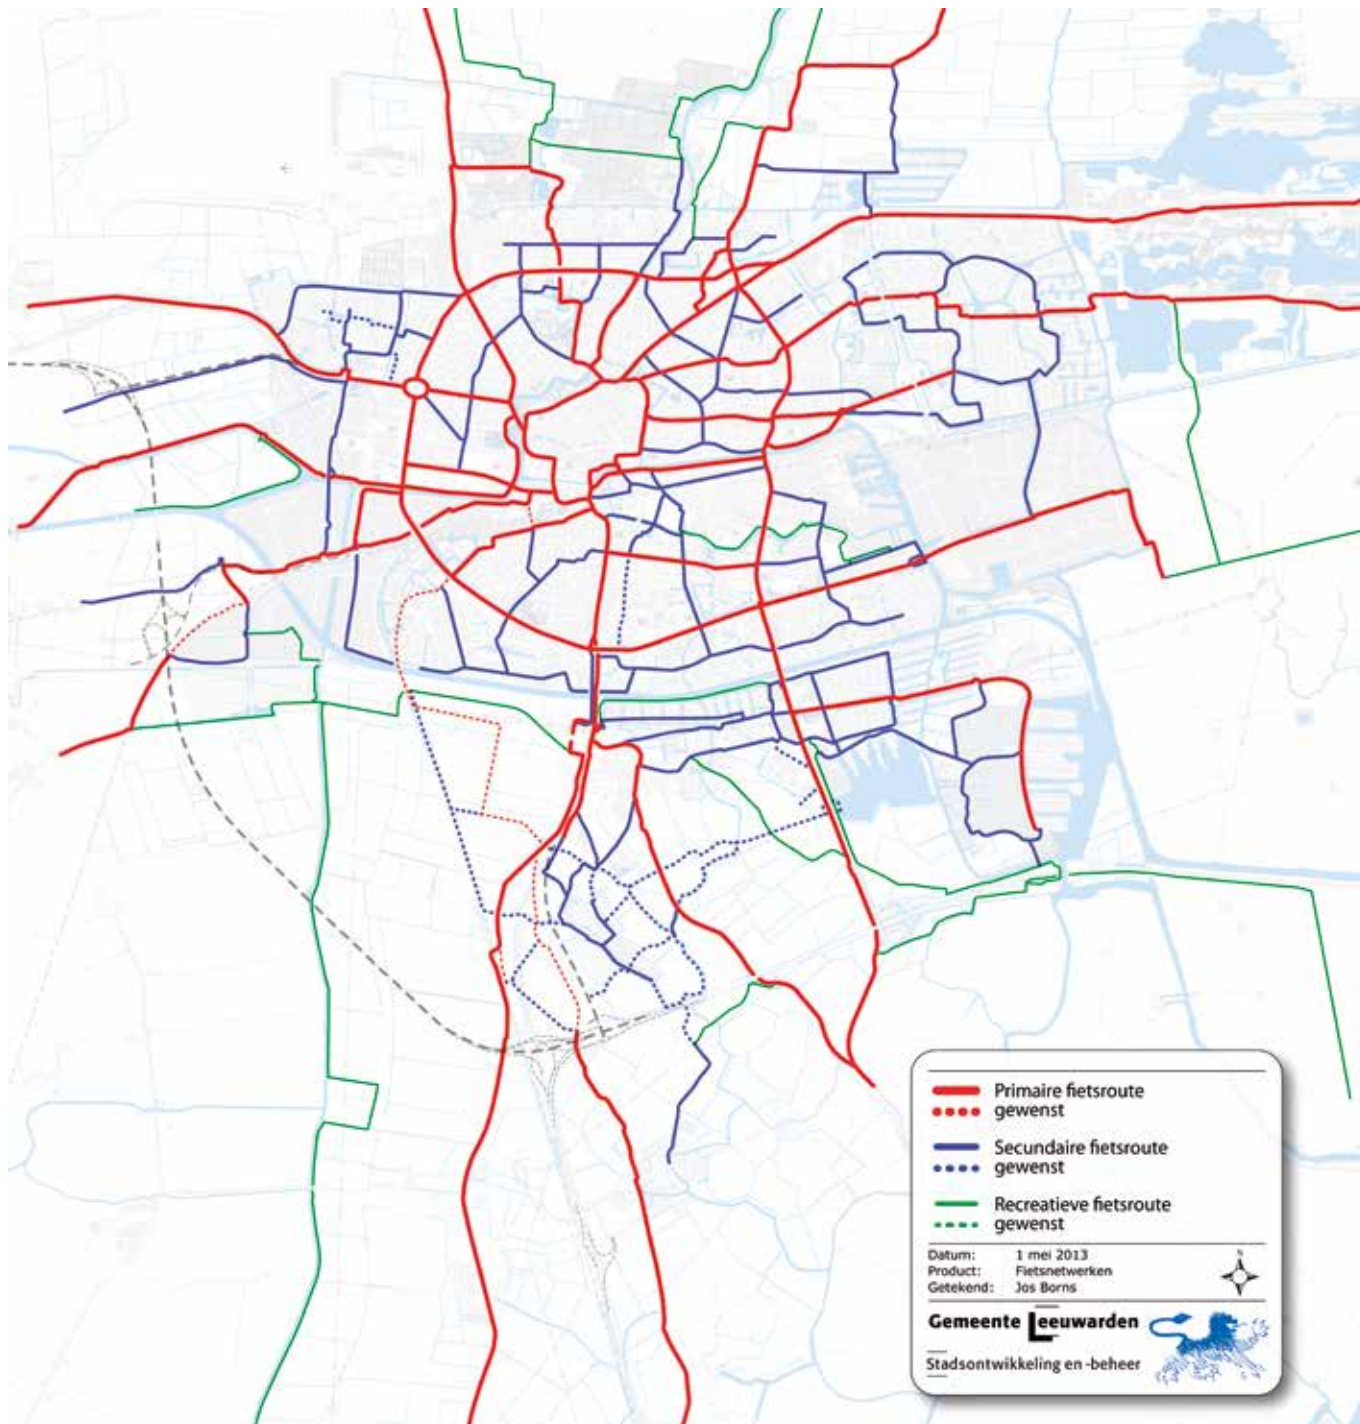 Primaire fietsroute
gewenst
Secundaire fietsroute
gewenst
Recreatieve fietsroute
gewenst
Datum: 1 mei 2013
Product: Fietsnetwerken
Getekend: Jos Borns
N
Gemeente Leeuwarden
Stadsontwikkeling en -beheer